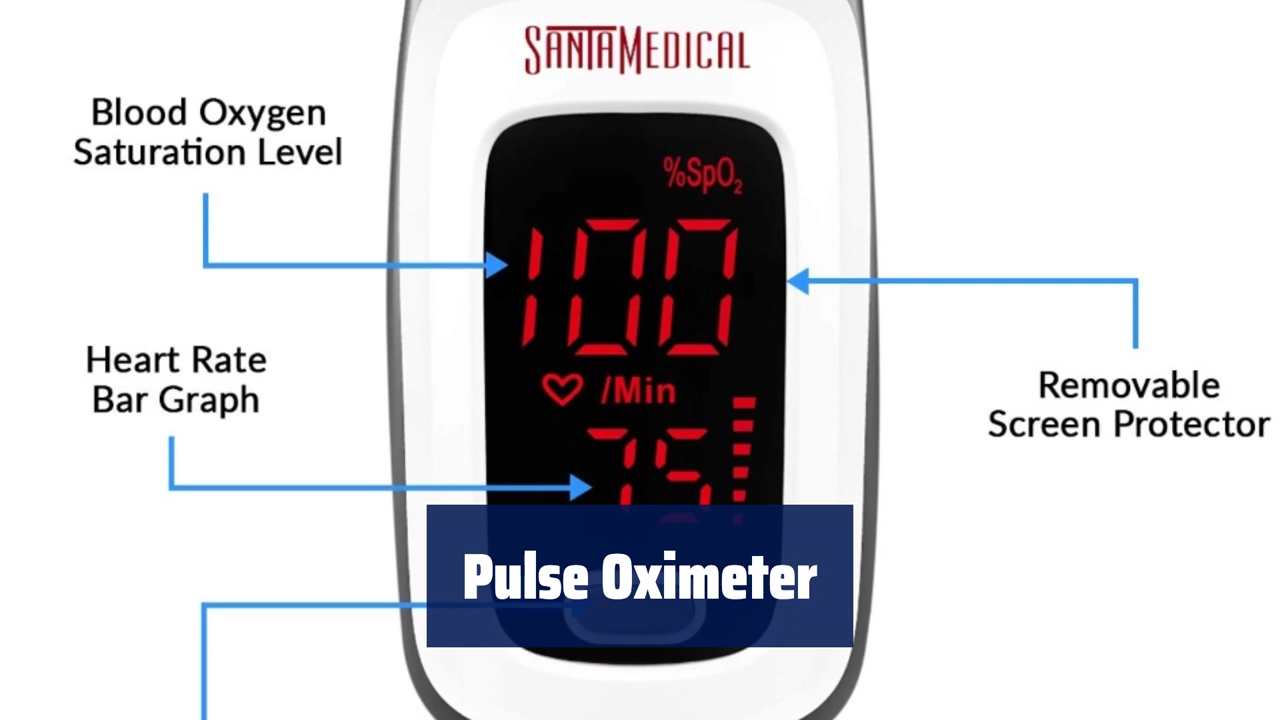 SANTAMEDICAL
Blood Oxygen
Saturation Level
%SpO₂
100
Heart Rate
Bar Graph
/Min
75
Removable
Screen Protector
Pulse Oximeter